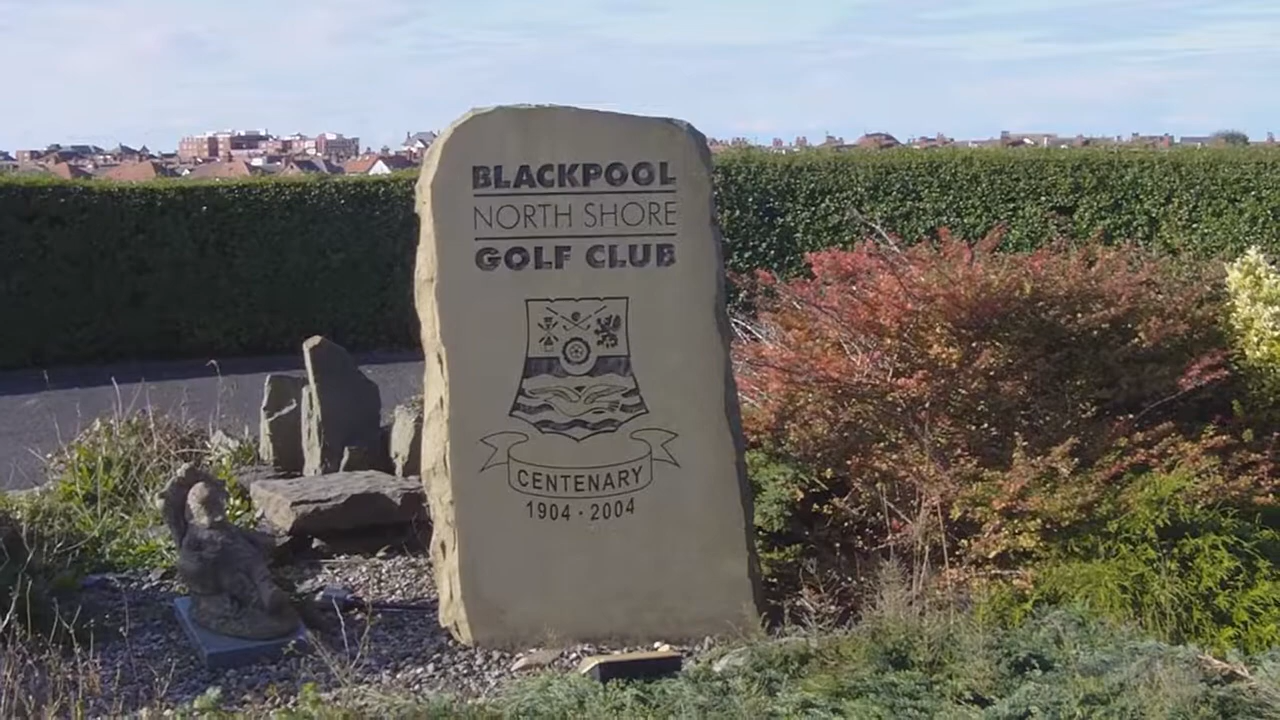 BLACKPOOL
NORTH SHORE
GOLF CLUB
CENTENARY
1904 · 2004